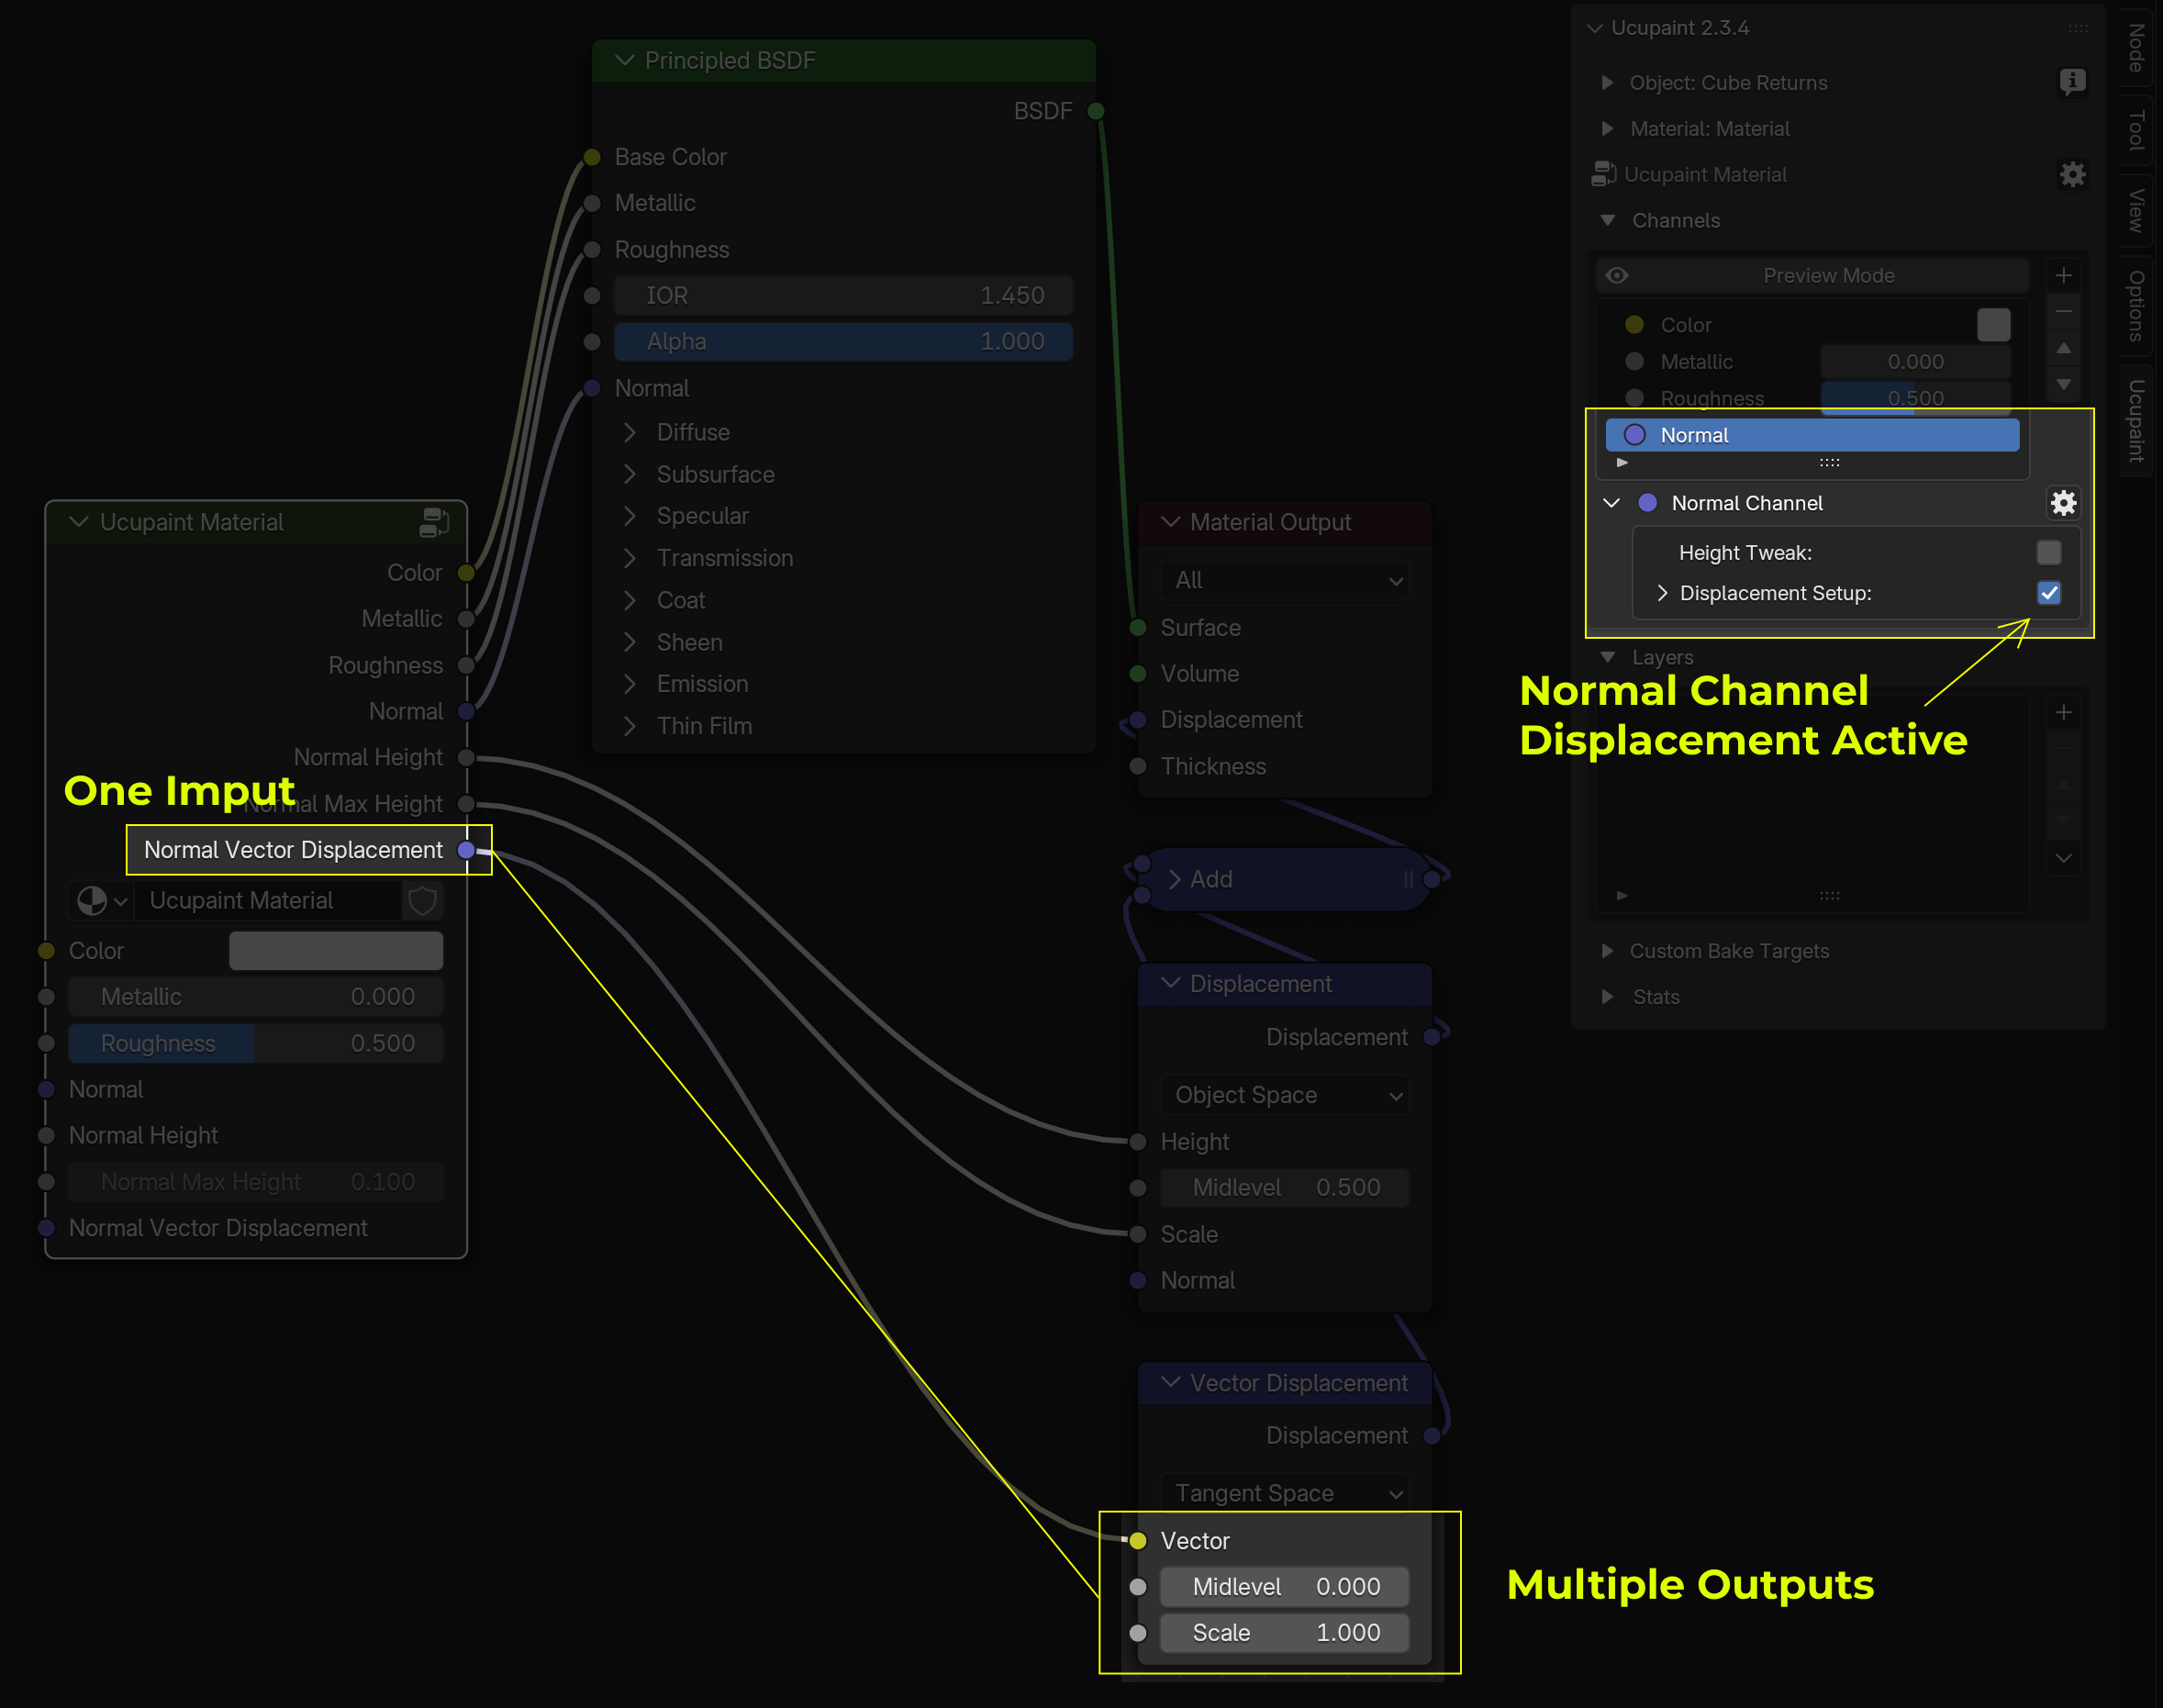 Principled BSDF
BSDF
Base Color
Metallic
Roughness
IOR 1.450
Alpha 1.000
Normal
Diffuse
Subsurface
Specular
Transmission
Coat
Sheen
Emission
Thin Film
Ucupaint Material
Color
Metallic
Roughness
Normal
Normal Height
One Imput
Normal Max Height
Normal Vector Displacement
Ucupaint Material
Color
Metallic 0.000
Roughness 0.500
Normal
Normal Height
Normal Max Height 0.100
Normal Vector Displacement
Material Output
All
Surface
Volume
Displacement
Thickness
Add
Displacement
Displacement
Object Space
Height
Midlevel 0.500
Scale
Normal
Vector Displacement
Displacement
Tangent Space
Vector
Midlevel 0.000
Scale 1.000
Multiple Outputs
Ucupaint 2.3.4
Object: Cube Returns
Material: Material
Ucupaint Material
Channels
Preview Mode
Color
Metallic 0.000
Roughness 0.500
Normal
Normal Channel
Height Tweak:
Displacement Setup:
Layers
Normal Channel
Displacement Active
Custom Bake Targets
Stats
Node
Tool
View
Options
Ucupaint